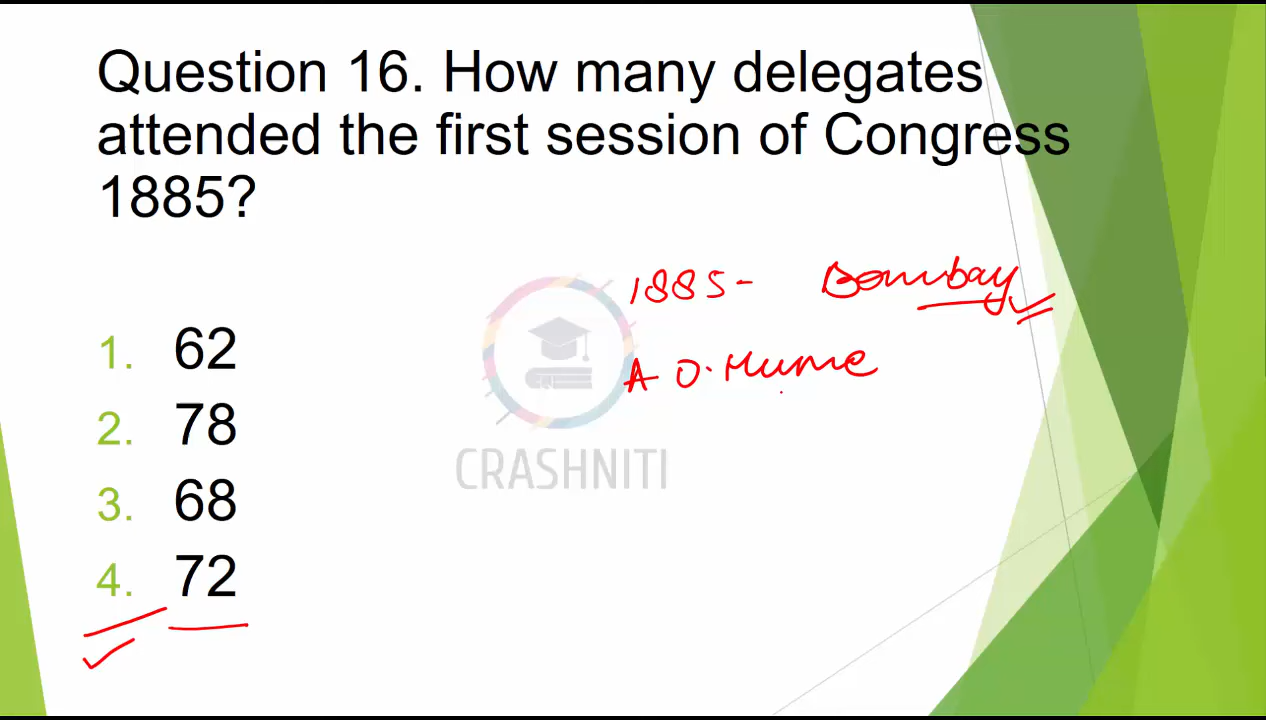 Question 16. How many delegates
attended the first session of Congress
1885?
1885- Bombay
1. 62
A O. Hume
2. 78
CRASHNITI
3. 68
4. 72